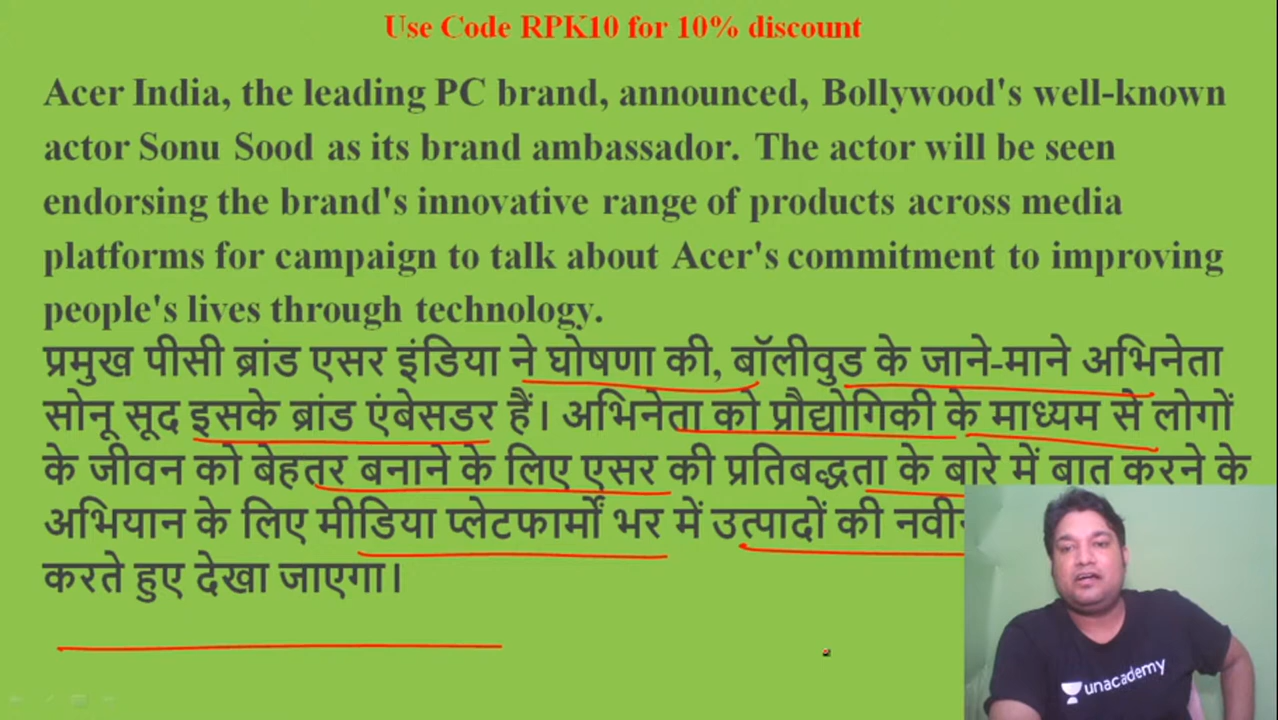 Use Code RPK10 for 10% discount
Acer India, the leading PC brand, announced, Bollywood's well-known
actor Sonu Sood as its brand ambassador. The actor will be seen
endorsing the brand's innovative range of products across media
platforms for campaign to talk about Acer's commitment to improving
people's lives through technology.
प्रमुख पीसी ब्रांड एसर इंडिया ने घोषणा की, बॉलीवुड के जाने-माने अभिनेता
सोनू सूद इसके ब्रांड एंबेसडर हैं। अभिनेता को प्रौद्योगिकी के माध्यम से लोगों
के जीवन को बेहतर बनाने के लिए एसर की प्रतिबद्धता के बारे में बात करने के
अभियान के लिए मीडिया प्लेटफार्मों भर में उत्पादों की
करते हुए देखा जाएगा।
unacademy